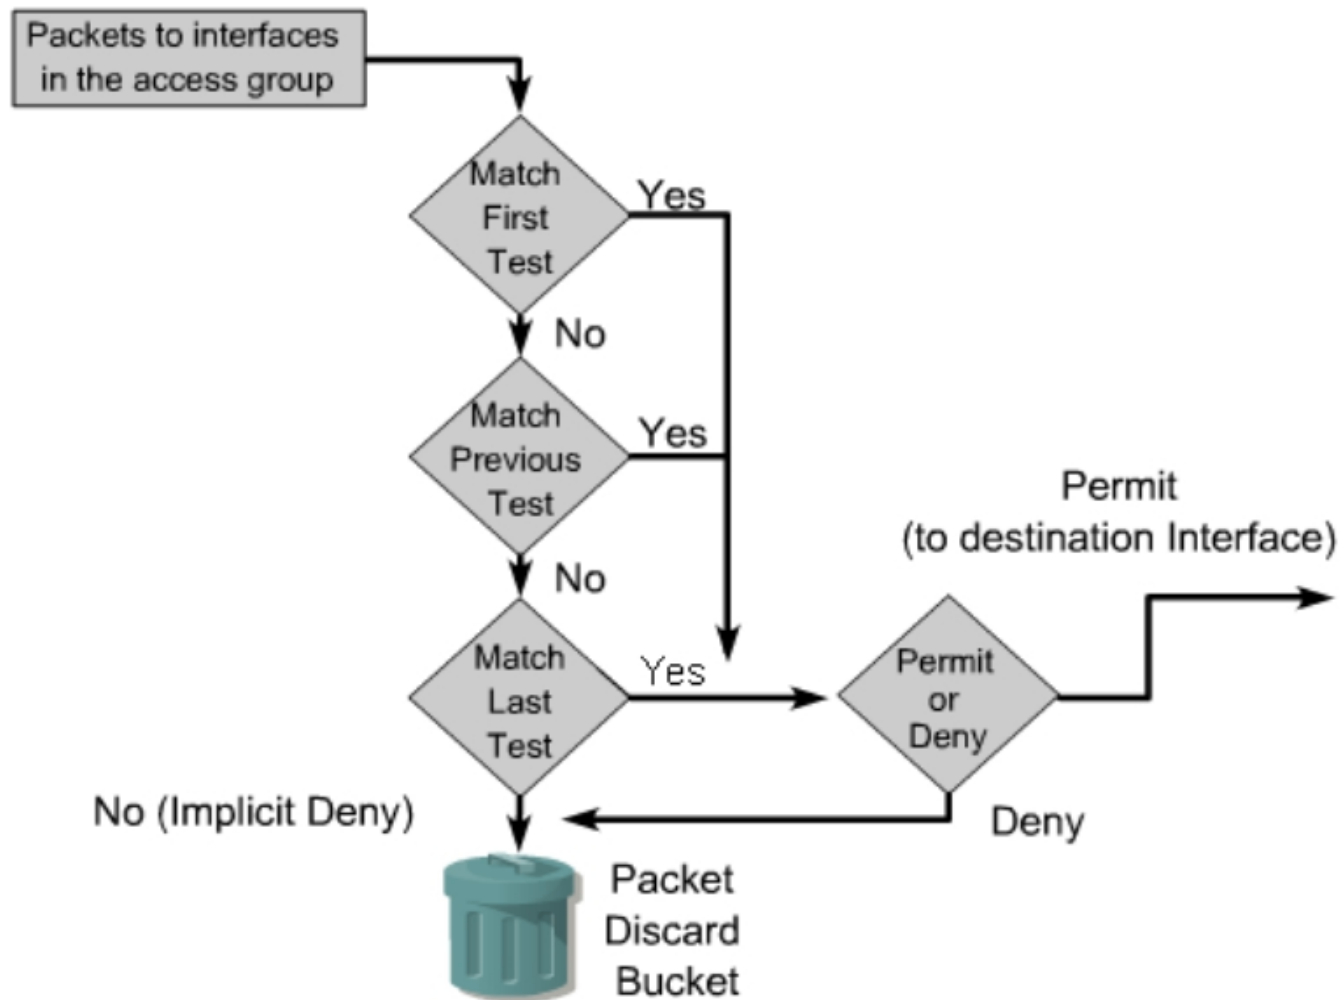 Packets to interfaces
in the access group
Match
First
Test
Yes
No
Match
Previous
Test
Yes
No
Match
Last
Test
Yes
Permit
(to destination Interface)
Permit
or
Deny
No (Implicit Deny)
Deny
Packet
Discard
Bucket